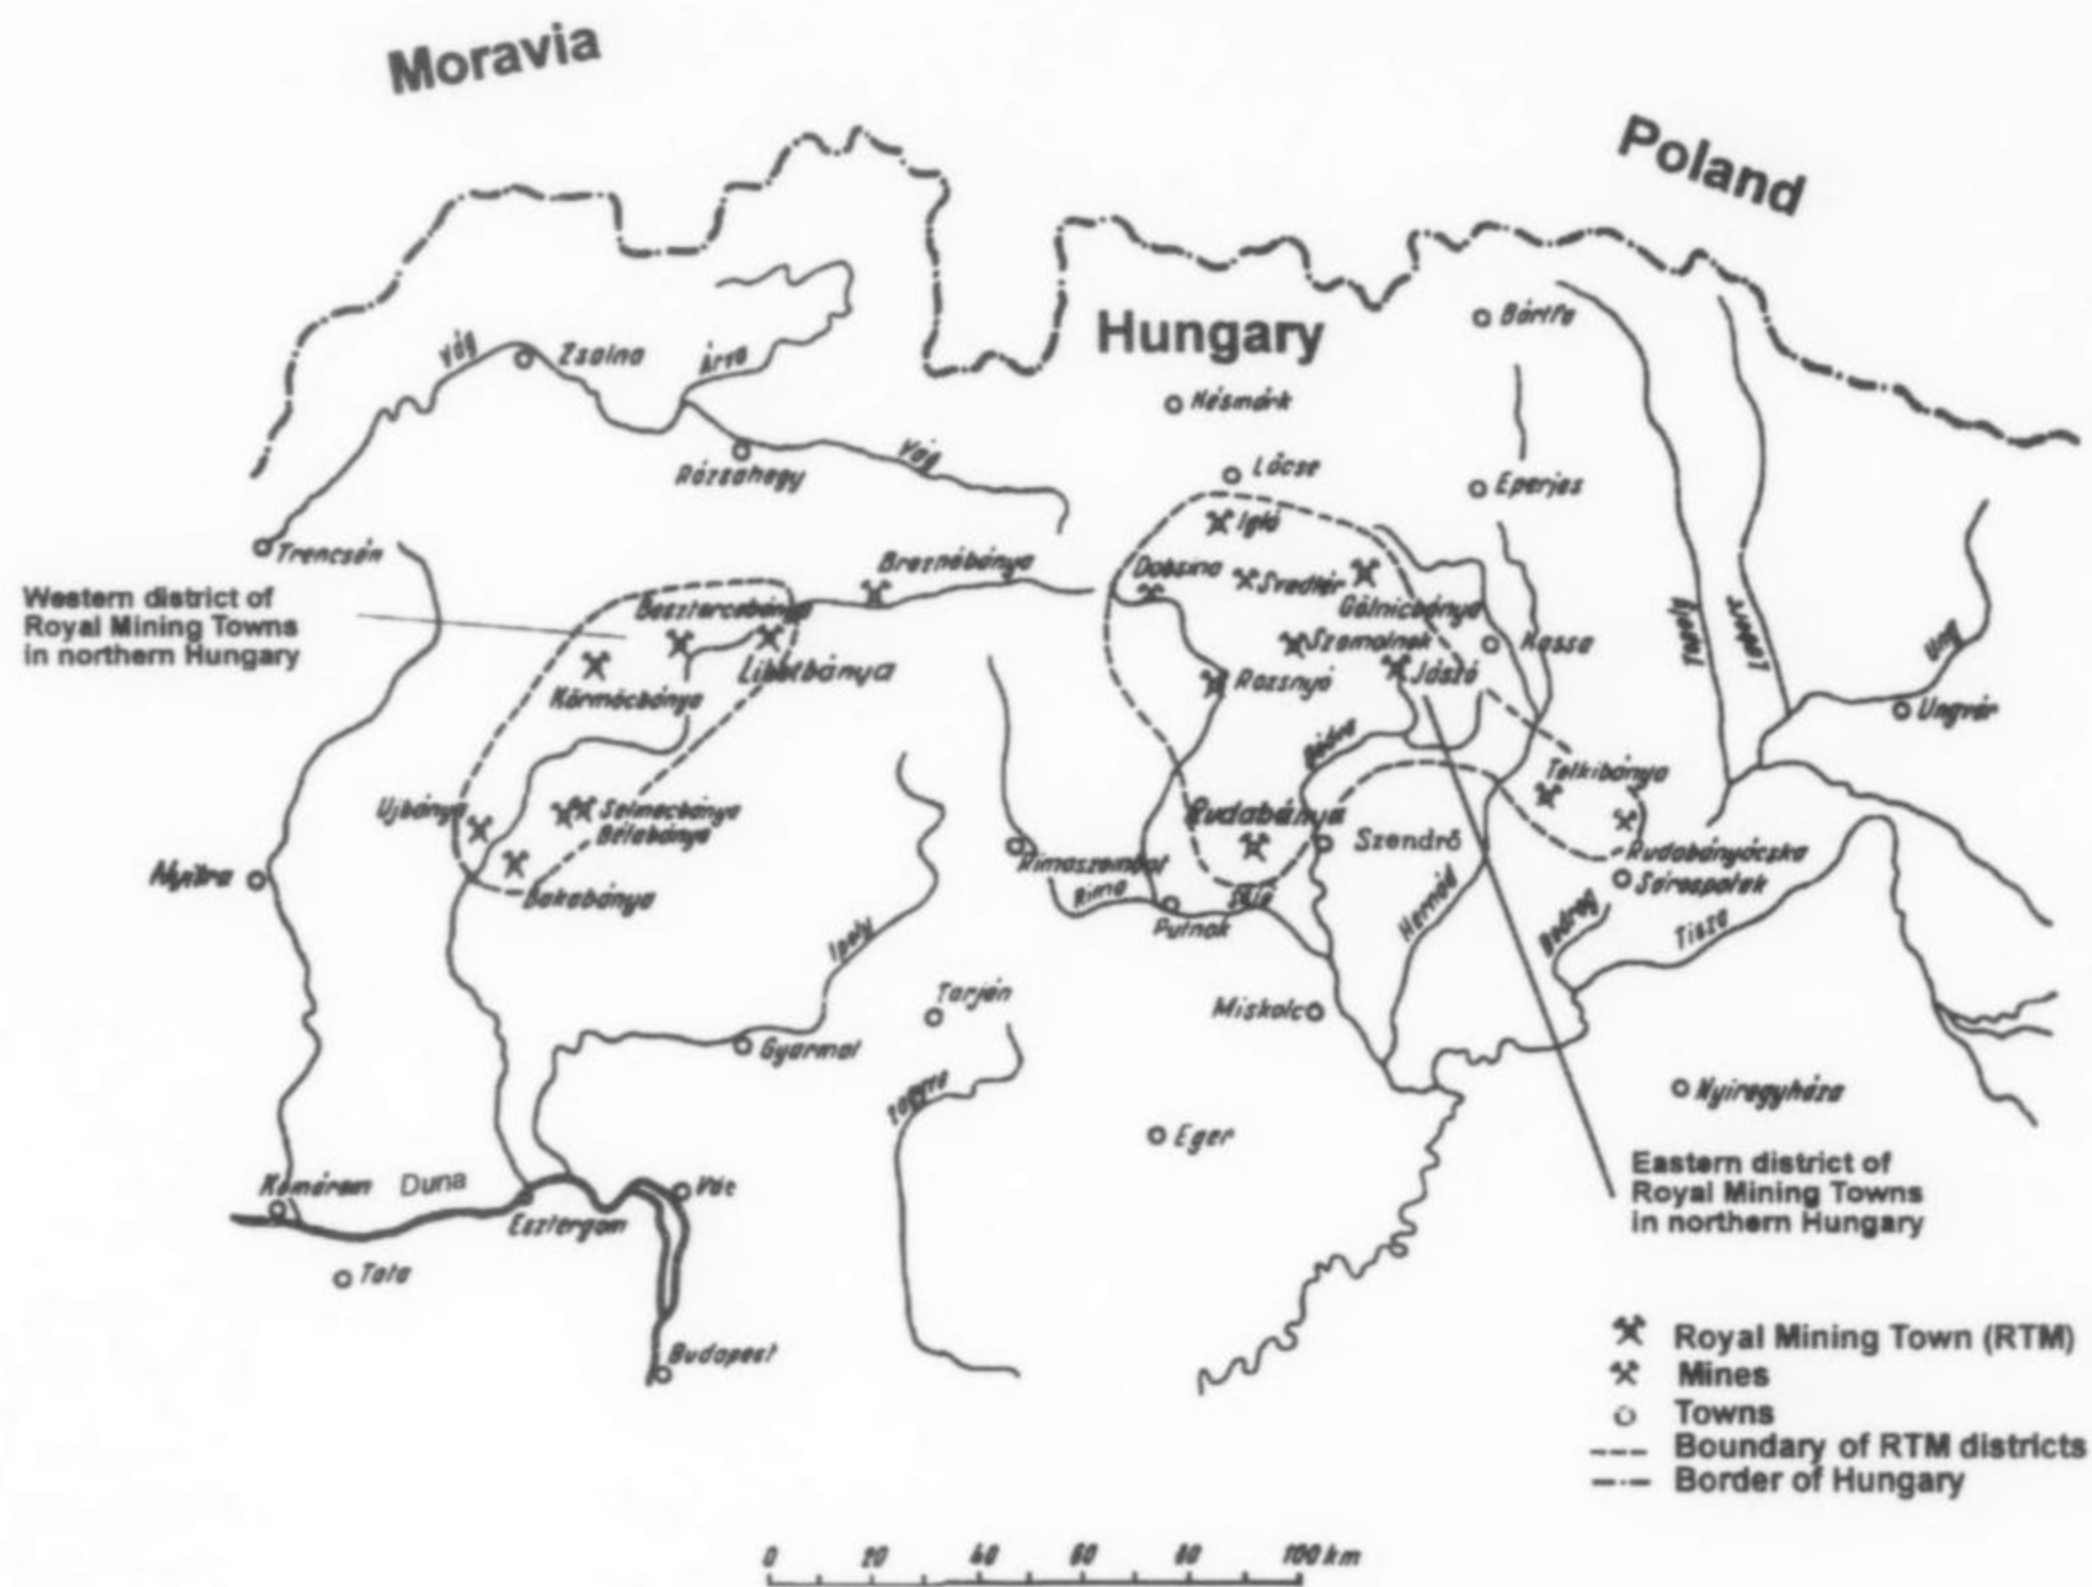 Moravia
Poland
Hungary
Bártfa
Vág
Zsolna
Árva
Késmárk
Vág
Rózsahegy
Lőcse
Eperjes
Igló
Trencsén
Breznóbánya
Dobsina
Svedlér
Western district of
Royal Mining Towns
in northern Hungary
Besztercebánya
Gölnicbánya
Szomolnok
Kassa
Libetbánya
Jászó
Rozsnyó
Körmöcbánya
Ung
Ungvár
Bódva
Telkibánya
Ujbánya
Selmecbánya
Bélabánya
Rudabánya
Szendrő
Rudabányácska
Rimaszombat
Nyitra
Sárospatak
Rima
Sajó
Bakabánya
Hernád
Bodrog
Tisza
Putnok
Ipoly
Tarján
Miskolc
Gyarmat
Nyiregyháza
Zagyva
Eger
Eastern district of
Royal Mining Towns
in northern Hungary
Komárom
Duna
Vác
Esztergom
Tata
Budapest
Royal Mining Town (RTM)
Mines
Towns
Boundary of RTM districts
Border of Hungary
0 20 40 60 80 100 km